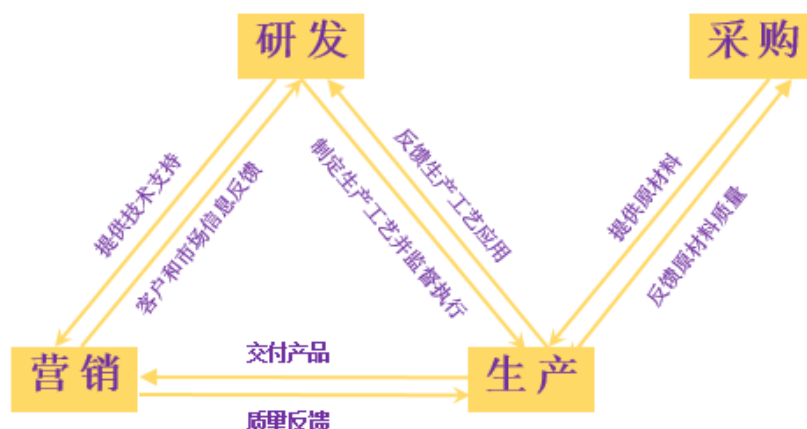 研发
采购
提供技术支持
客户和市场信息反馈
制定生产工艺并监督执行
反馈生产工艺应用
提供原材料
反馈原材料质量
营销
交付产品
质量反馈
生产